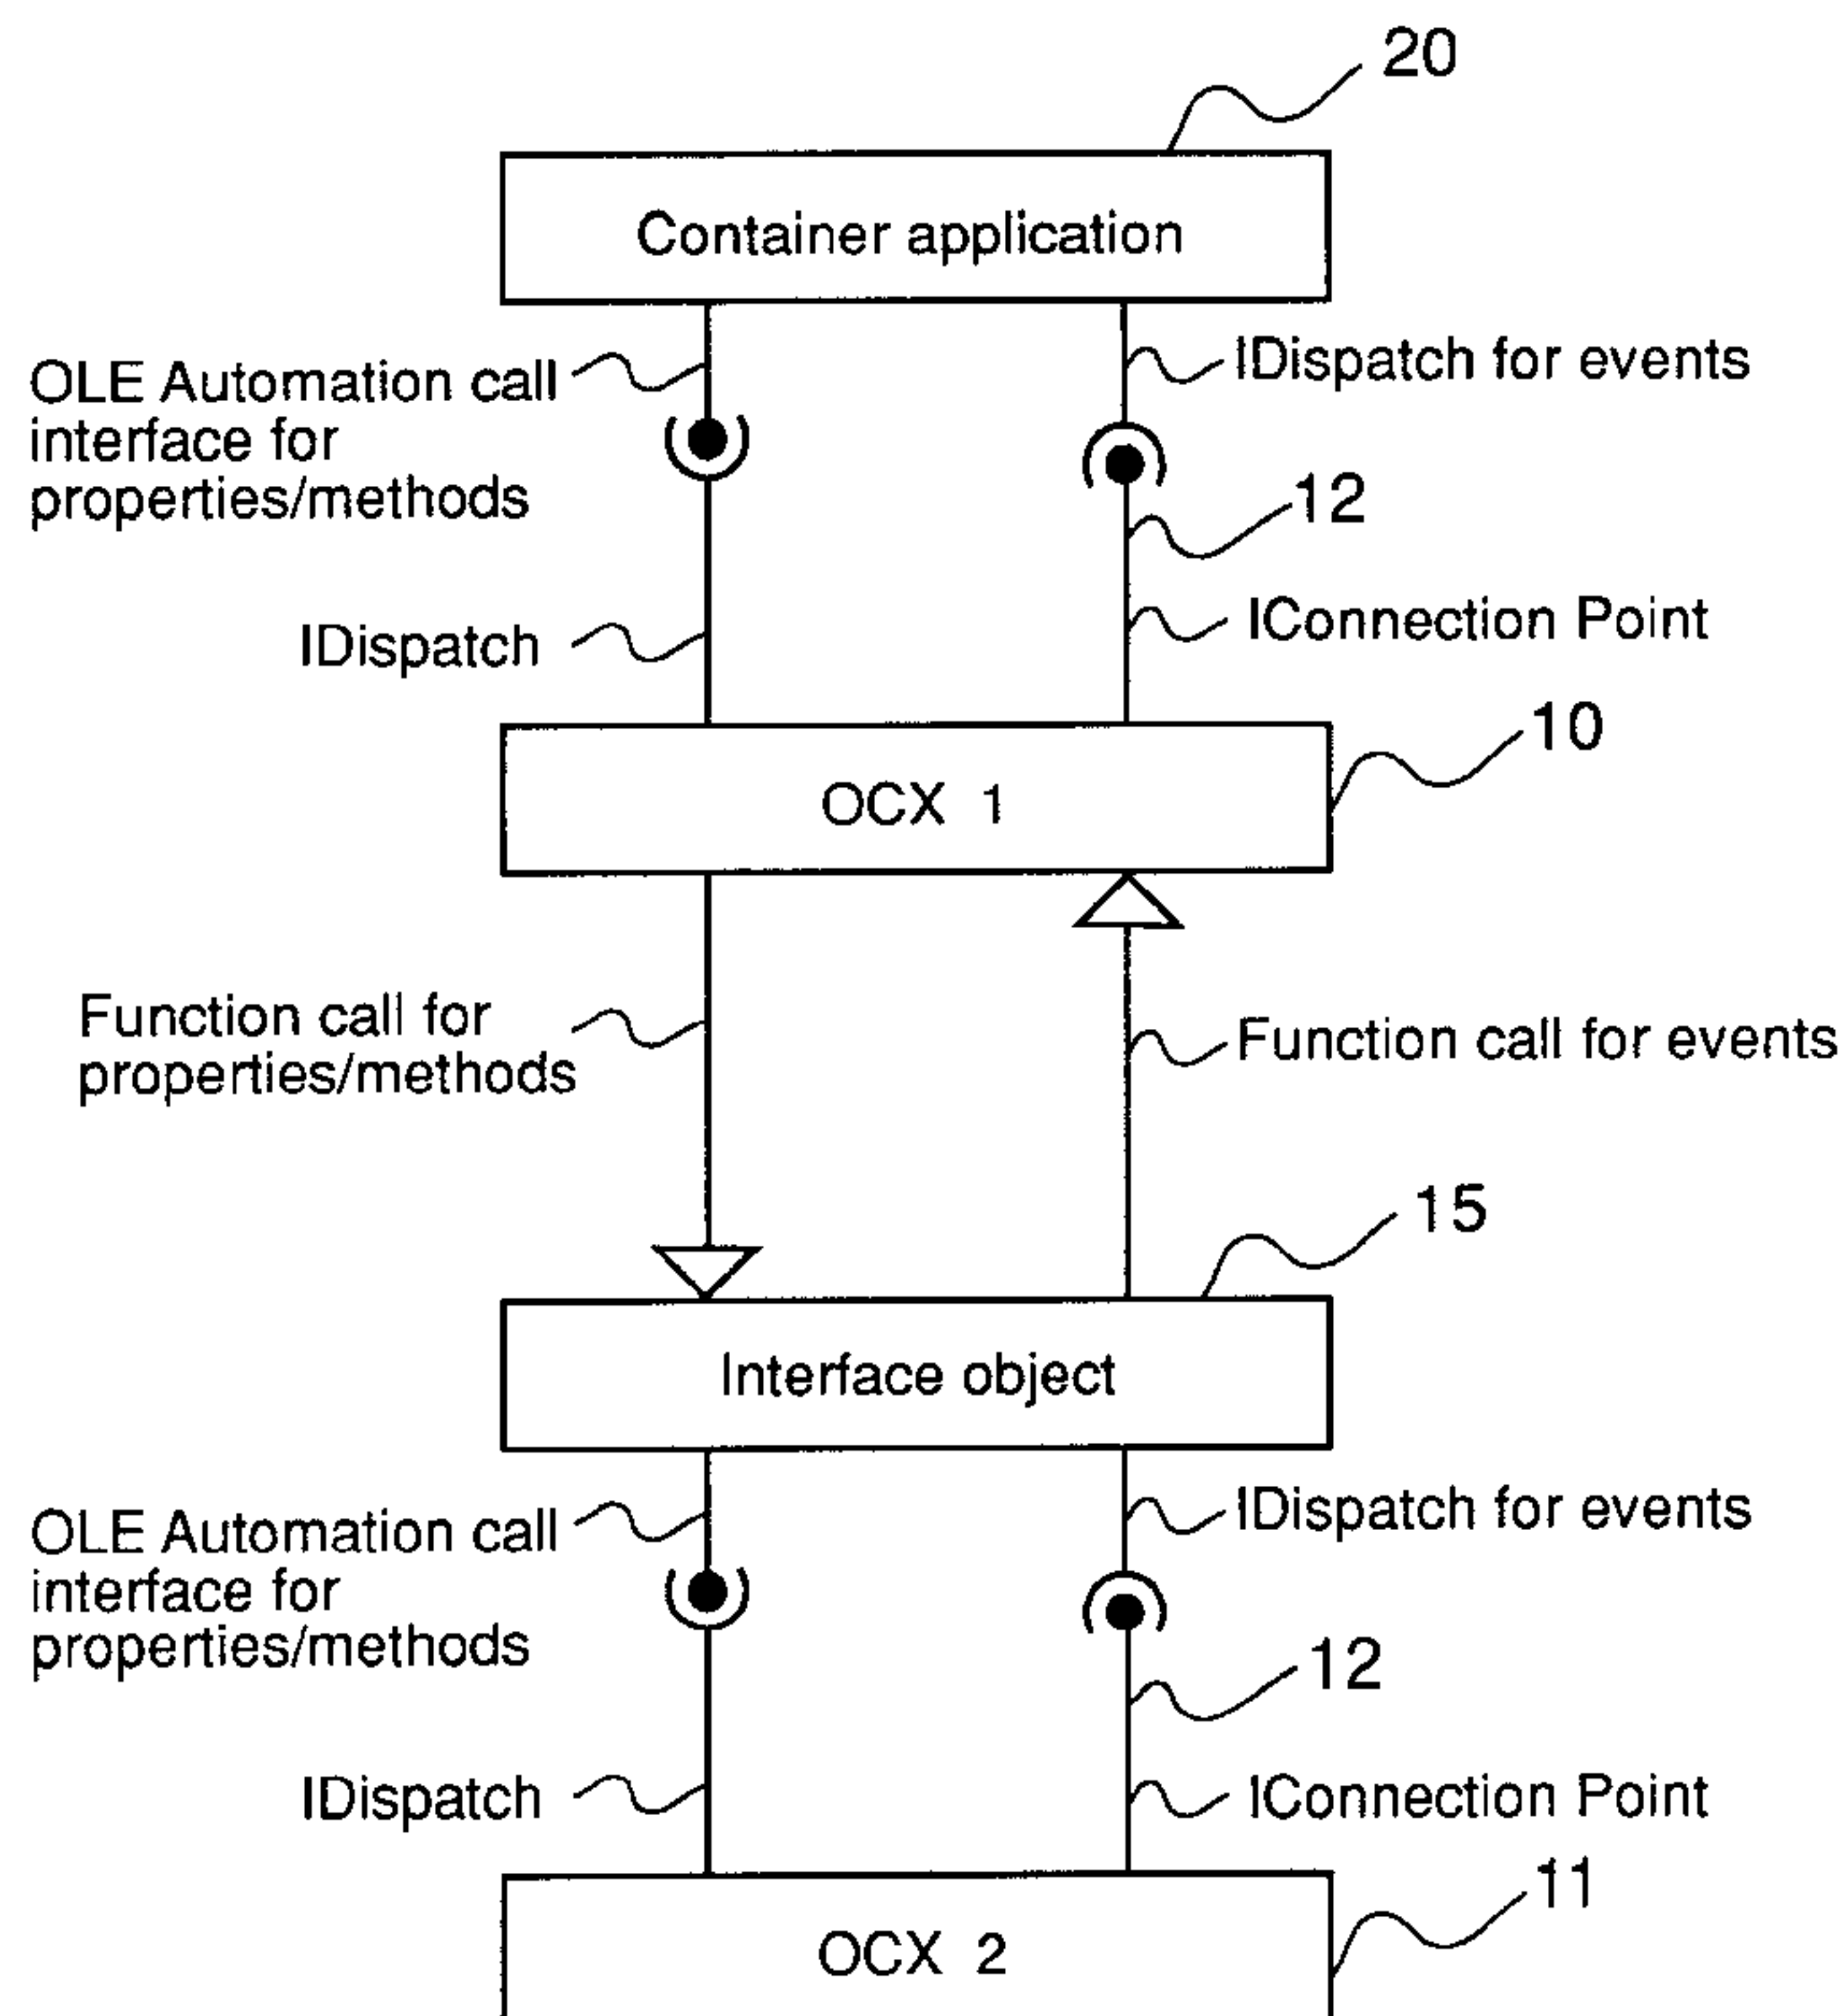 20
Container application
OLE Automation call
interface for
properties/methods
IDispatch for events
12
IDispatch
IConnection Point
10
OCX 1
Function call for
properties/methods
Function call for events
15
Interface object
OLE Automation call
interface for
properties/methods
IDispatch for events
12
IDispatch
IConnection Point
11
OCX 2